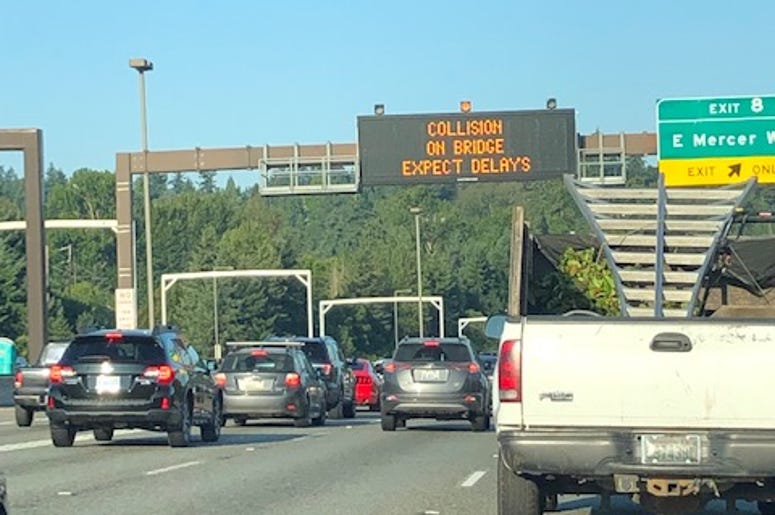 COLLISION
ON BRIDGE
EXPECT DELAYS
EXIT 8
E Mercer W
EXIT ONL